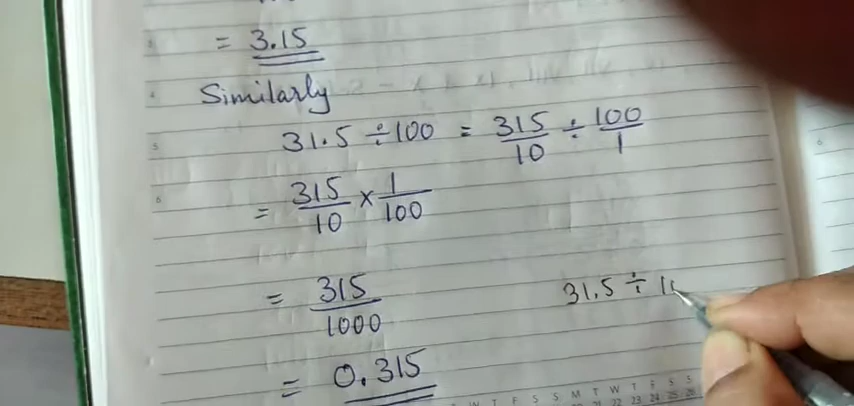 = 3.15
Similarly
31.5 ÷ 100 = 315/10 ÷ 100/1
= 315/10 × 1/100
= 315/1000
31.5 ÷ 10
= 0.315